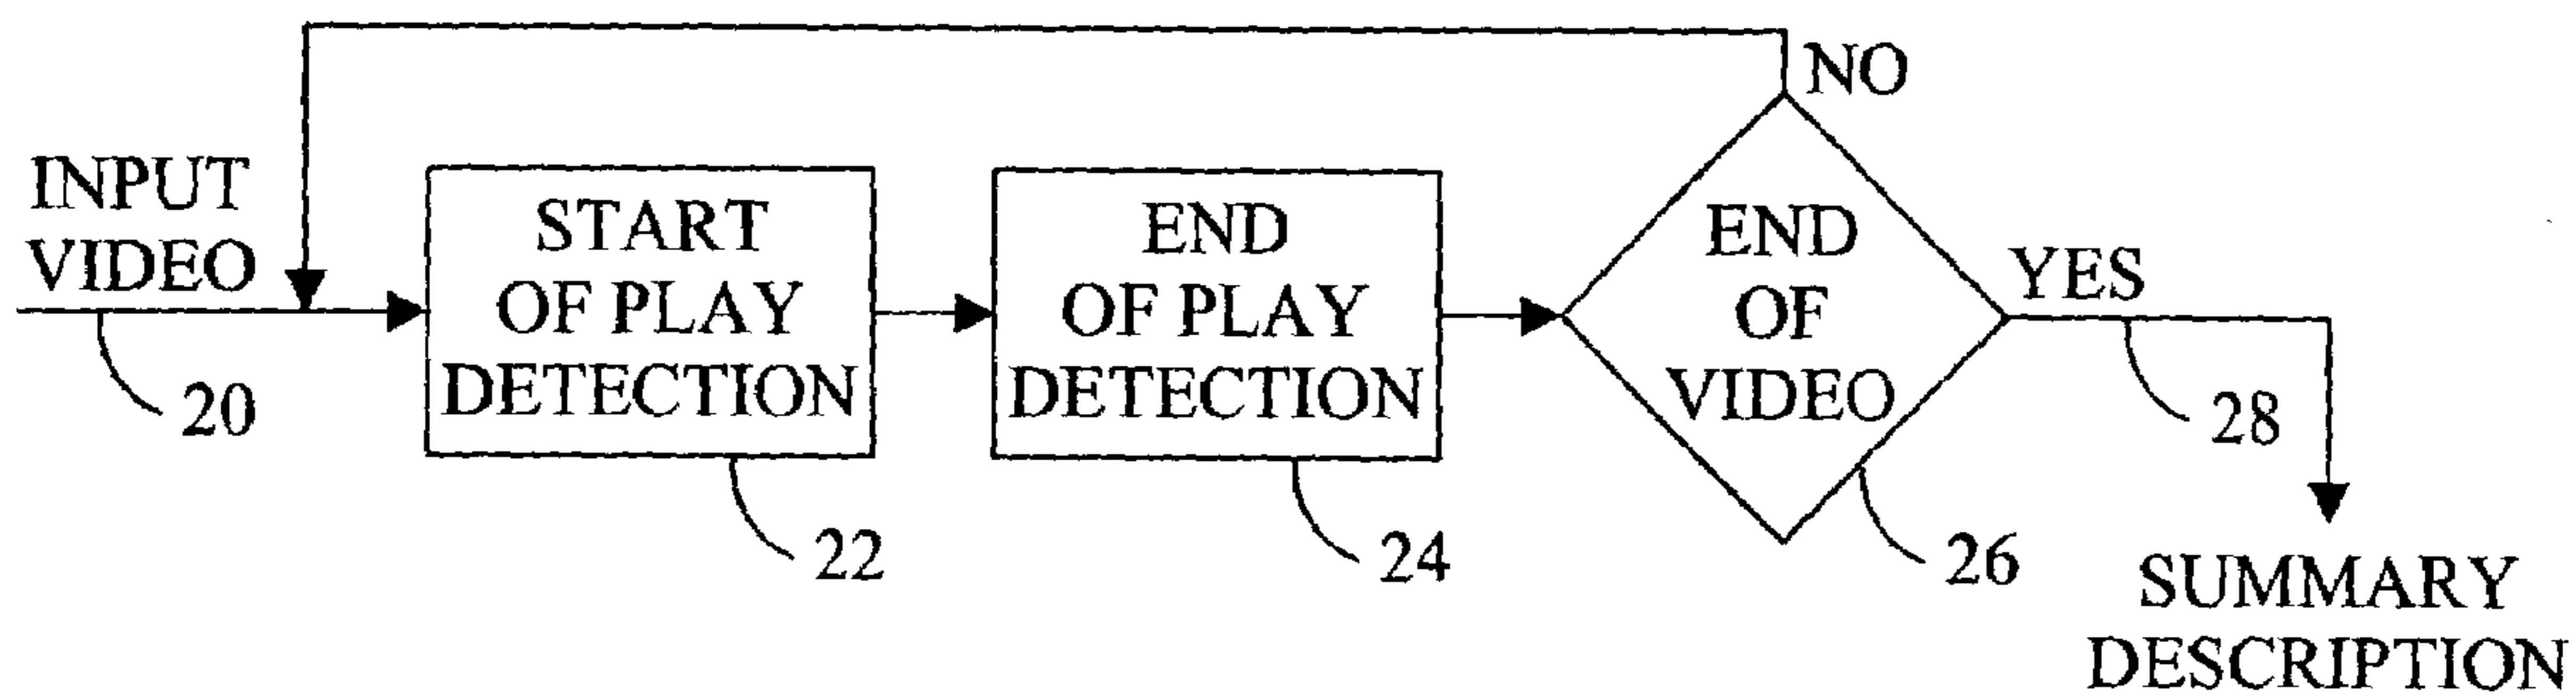 INPUT
VIDEO
20
START
OF PLAY
DETECTION
22
END
OF PLAY
DETECTION
24
END
OF
VIDEO
26
NO
YES
28
SUMMARY
DESCRIPTION